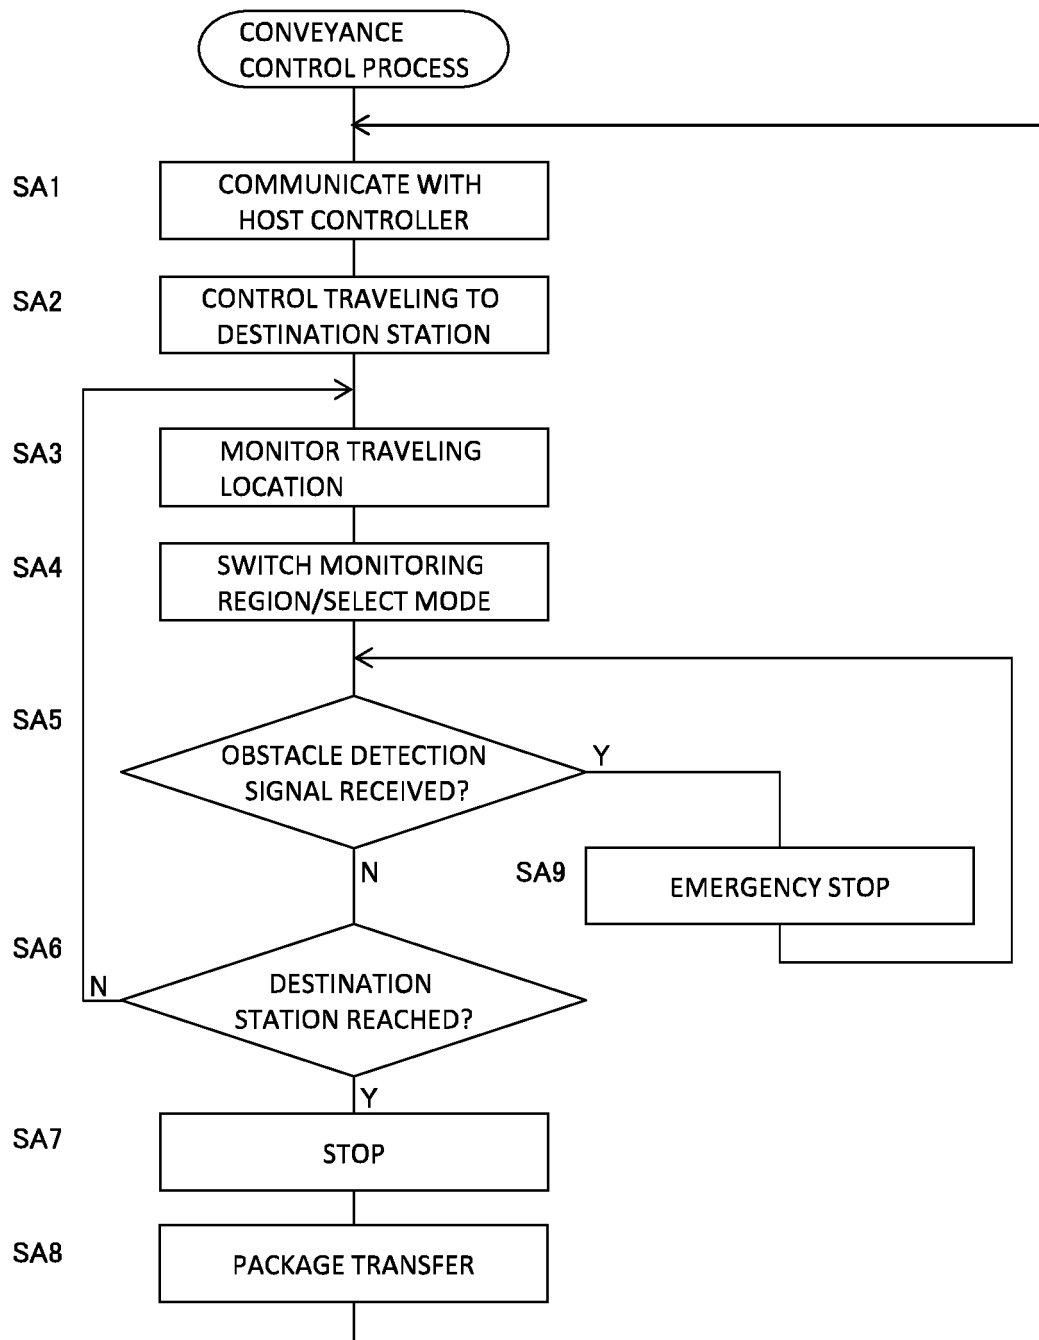 CONVEYANCE
CONTROL PROCESS
SA1
COMMUNICATE WITH
HOST CONTROLLER
SA2
CONTROL TRAVELING TO
DESTINATION STATION
SA3
MONITOR TRAVELING
LOCATION
SA4
SWITCH MONITORING
REGION/SELECT MODE
SA5
OBSTACLE DETECTION
SIGNAL RECEIVED?
Y
N
SA9
EMERGENCY STOP
SA6
DESTINATION
STATION REACHED?
N
Y
SA7
STOP
SA8
PACKAGE TRANSFER